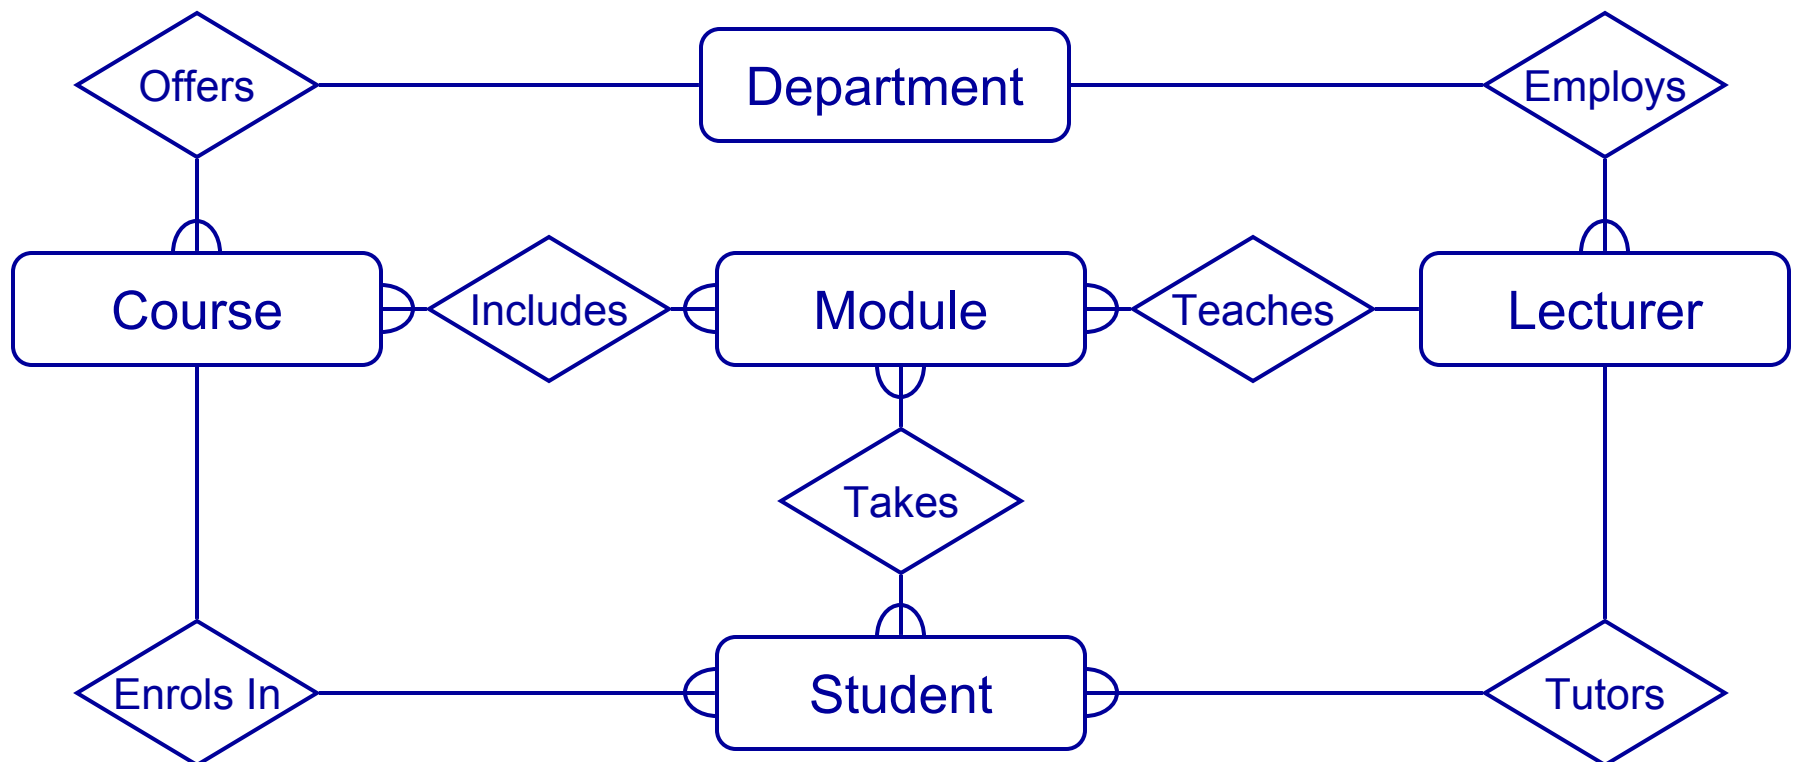 Offers
Department
Employs
Course
Includes
Module
Teaches
Lecturer
Takes
Enrols In
Student
Tutors